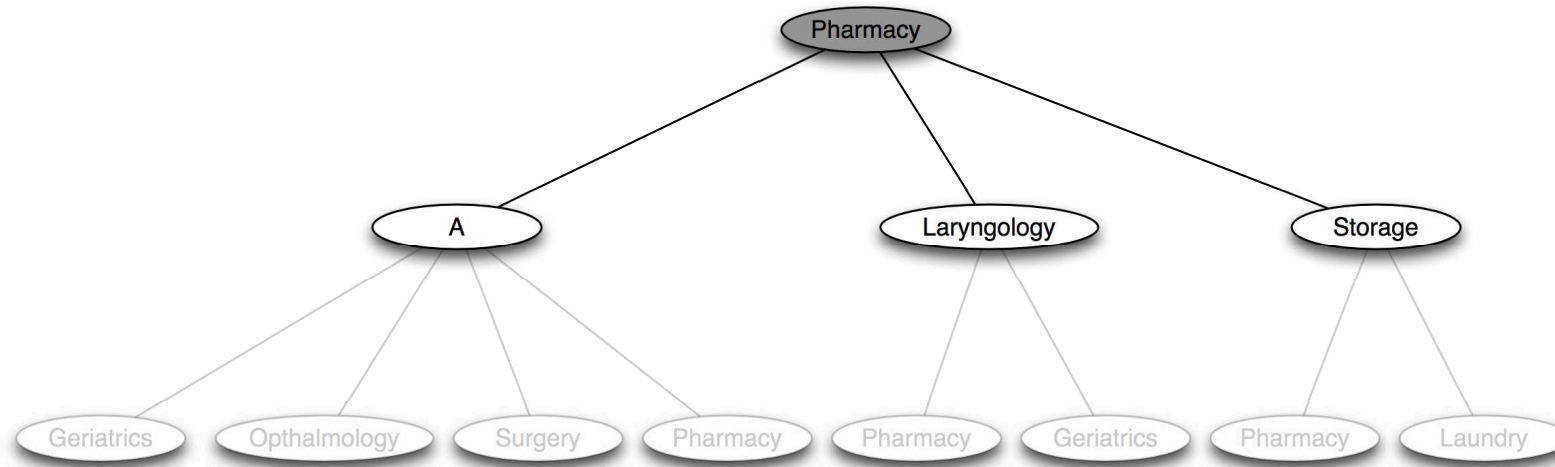 Pharmacy
A
Laryngology
Storage
Geriatrics
Opthalmology
Surgery
Pharmacy
Pharmacy
Geriatrics
Pharmacy
Laundry